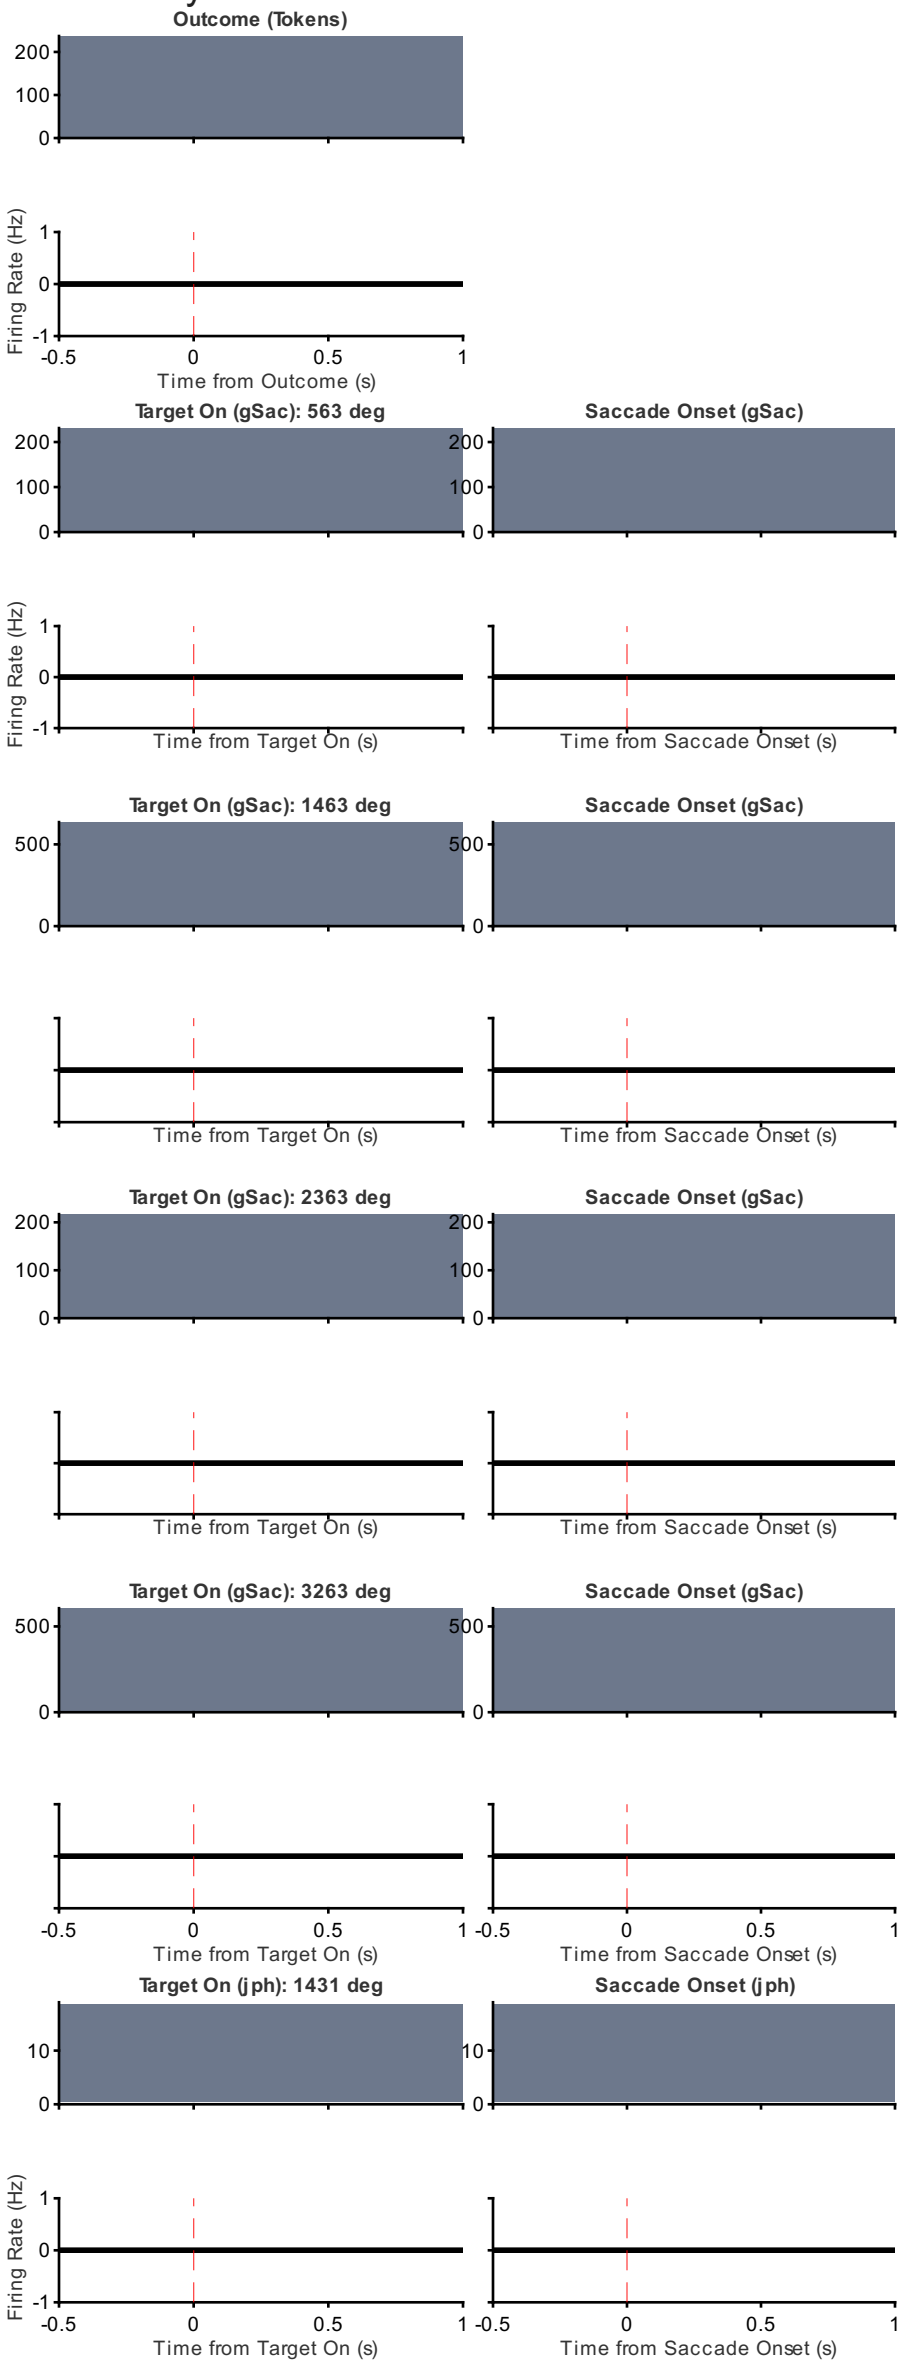 Outcome (Tokens)
200
100
0
Firing Rate (Hz)
1
0
-1
-0.5 0 0.5 1
Time from Outcome (s)
Target On (gSac): 563 deg Saccade Onset (gSac)
200 200
100 100
0 0
Firing Rate (Hz)
1
0
-1
Time from Target On (s) Time from Saccade Onset (s)
Target On (gSac): 1463 deg Saccade Onset (gSac)
500 500
0 0
Time from Target On (s) Time from Saccade Onset (s)
Target On (gSac): 2363 deg Saccade Onset (gSac)
200 200
100 100
0 0
Time from Target On (s) Time from Saccade Onset (s)
Target On (gSac): 3263 deg Saccade Onset (gSac)
500 500
0 0
-0.5 0 0.5 1 -0.5 0 0.5 1
Time from Target On (s) Time from Saccade Onset (s)
Target On (jph): 1431 deg Saccade Onset (jph)
10 10
0 0
Firing Rate (Hz)
1
0
-1
-0.5 0 0.5 1 -0.5 0 0.5 1
Time from Target On (s) Time from Saccade Onset (s)